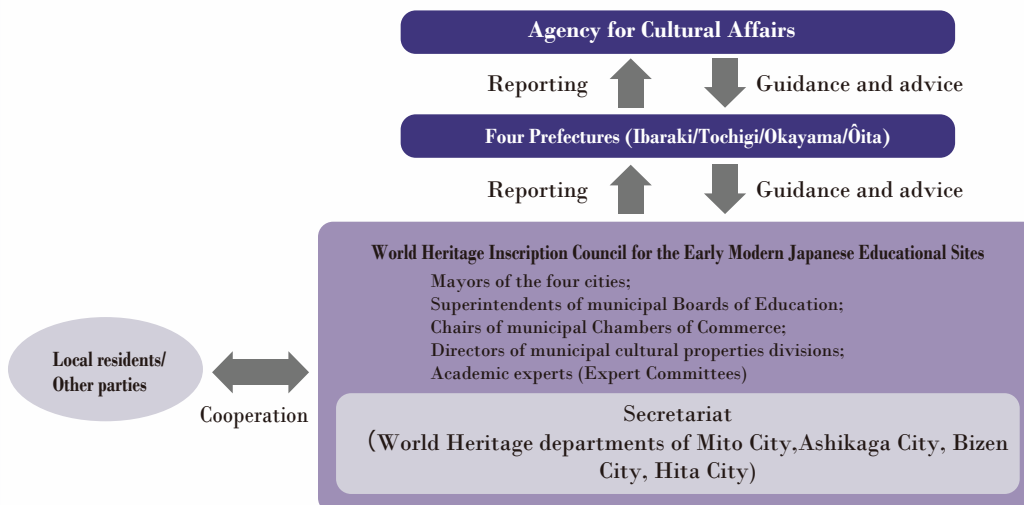 Agency for Cultural Affairs
Reporting
Guidance and advice
Four Prefectures (Ibaraki/Tochigi/Okayama/Ôita)
Reporting
Guidance and advice
World Heritage Inscription Council for the Early Modern Japanese Educational Sites
Mayors of the four cities;
Superintendents of municipal Boards of Education;
Chairs of municipal Chambers of Commerce;
Directors of municipal cultural properties divisions;
Academic experts (Expert Committees)
Local residents/
Other parties
Cooperation
Secretariat
(World Heritage departments of Mito City,Ashikaga City, Bizen
City, Hita City)